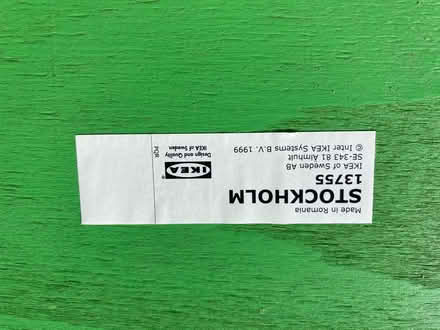 Made in Romania
STOCKHOLM
13755
IKEA of Sweden AB
SE-343 81 Älmhult
© Inter IKEA Systems B.V. 1999
IKEA
Design and Quality
IKEA of Sweden
PQR